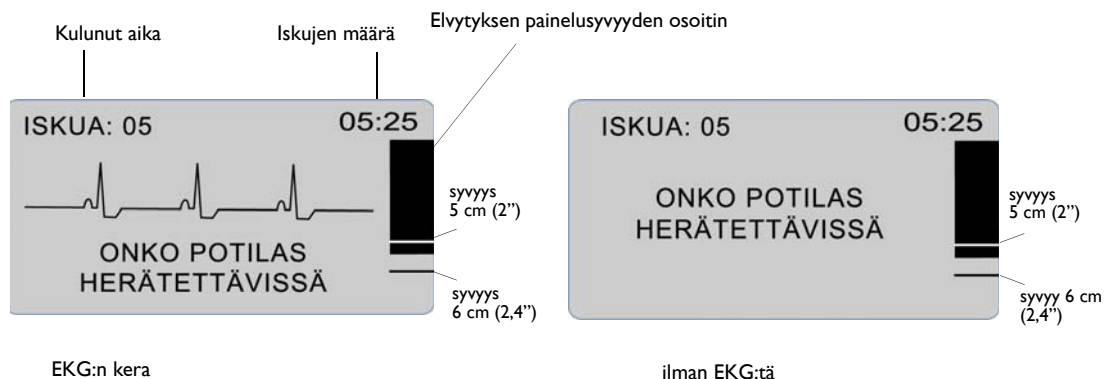 Kulunut aika
Iskujen määrä
Elvytyksen painelusyvyyden osoitin
ISKUA: 05
05:25
syvyys
5 cm (2”)
ONKO POTILAS
HERÄTETTÄVISSÄ
syvyys
6 cm (2,4”)
EKG:n kera
ISKUA: 05
05:25
ONKO POTILAS
HERÄTETTÄVISSÄ
syvyys
5 cm (2”)
syvyy 6 cm
(2,4”)
ilman EKG:tä